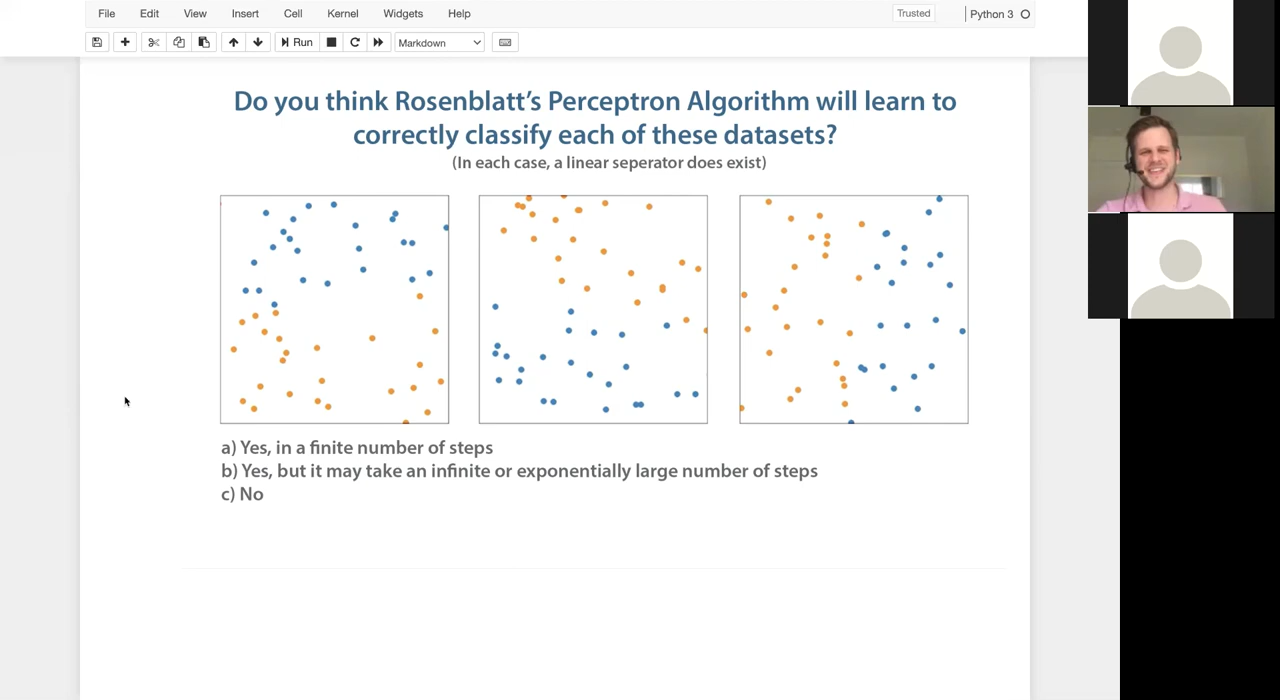 File Edit View Insert Cell Kernel Widgets Help Trusted Python 3
Run Markdown
Do you think Rosenblatt's Perceptron Algorithm will learn to
correctly classify each of these datasets?
(In each case, a linear seperator does exist)
a) Yes, in a finite number of steps
b) Yes, but it may take an infinite or exponentially large number of steps
c) No